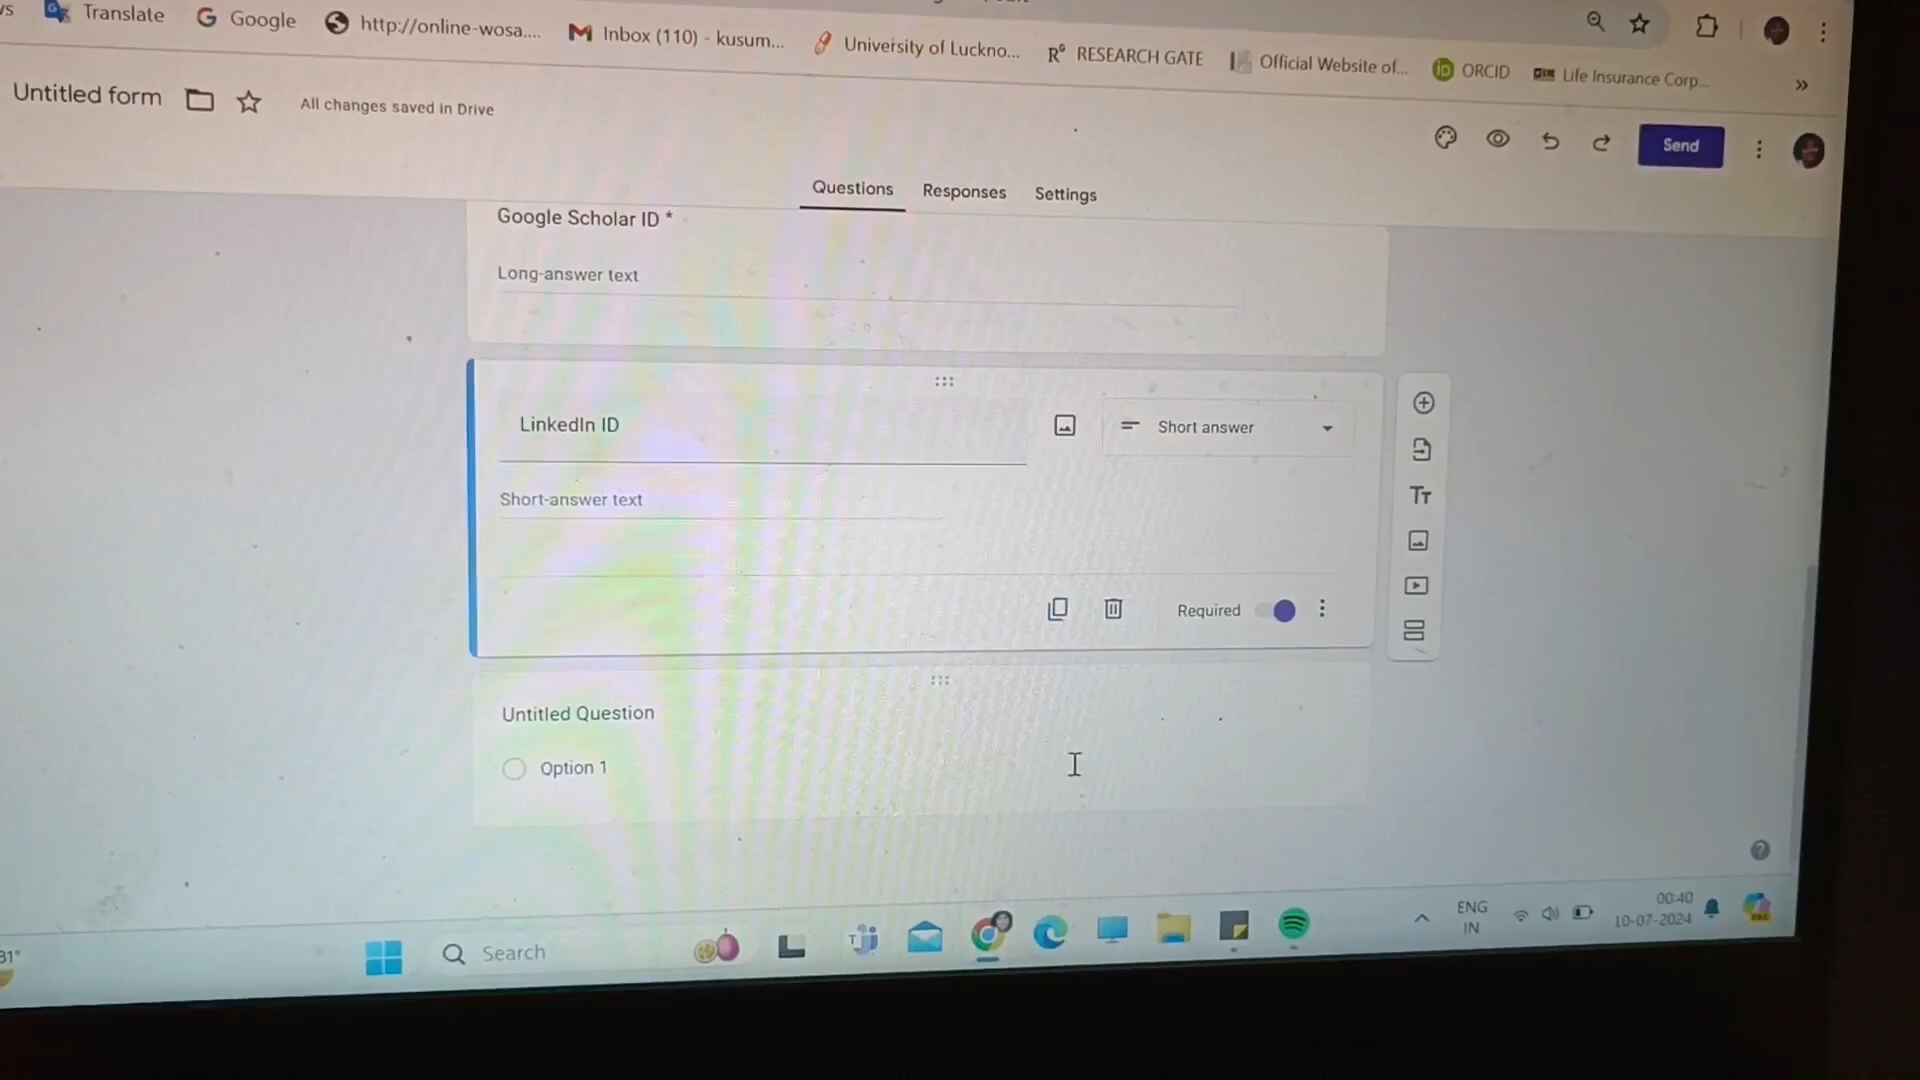 Translate
Google
http://online-wosa....
Inbox (110) - kusum...
University of Luckno...
RESEARCH GATE
Official Website of...
ORCID
Life Insurance Corp...
Untitled form
All changes saved in Drive
Send
Questions
Responses
Settings
Google Scholar ID *
Long-answer text
LinkedIn ID
Short answer
Short-answer text
Required
Untitled Question
Option 1
81°
Search
ENG
IN
00:40
10-07-2024